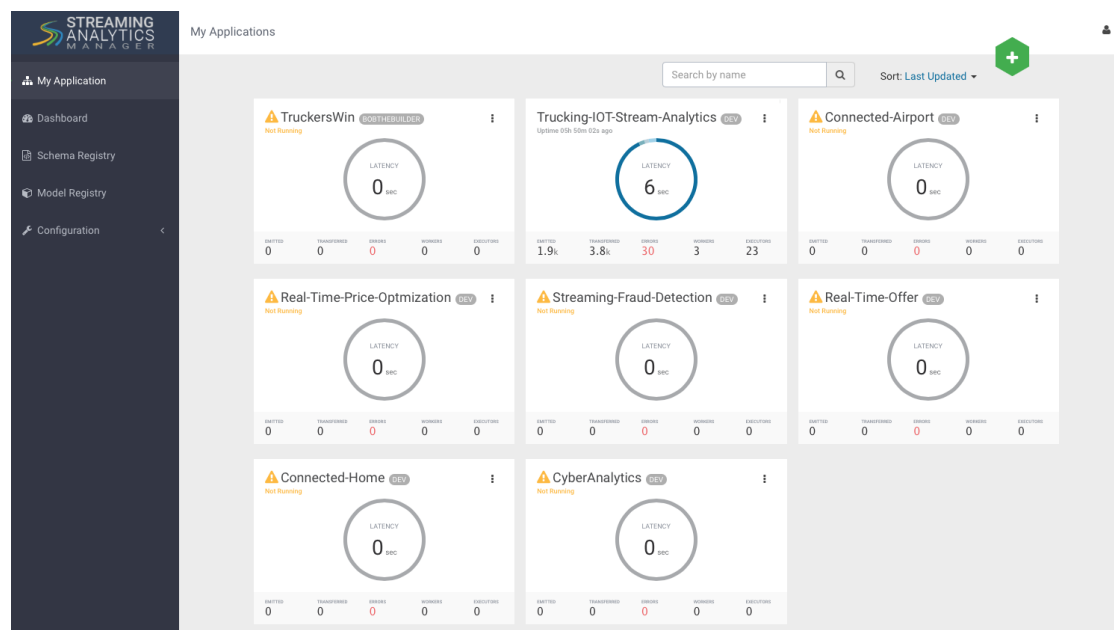 STREAMING
ANALYTICS
MANAGER
My Applications
My Application
Dashboard
Schema Registry
Model Registry
Configuration
Search by name
Sort: Last Updated
TruckersWin BOBTHEBUILDER
Not Running
LATENCY
0 sec
EMITTED TRANSFERRED ERRORS WORKERS EXECUTORS
0 0 0 0 0
Trucking-IOT-Stream-Analytics DEV
Uptime 05h 50m 02s ago
LATENCY
6 sec
EMITTED TRANSFERRED ERRORS WORKERS EXECUTORS
1.9k 3.8k 30 3 23
Connected-Airport DEV
Not Running
LATENCY
0 sec
EMITTED TRANSFERRED ERRORS WORKERS EXECUTORS
0 0 0 0 0
Real-Time-Price-Optmization DEV
Not Running
LATENCY
0 sec
EMITTED TRANSFERRED ERRORS WORKERS EXECUTORS
0 0 0 0 0
Streaming-Fraud-Detection DEV
Not Running
LATENCY
0 sec
EMITTED TRANSFERRED ERRORS WORKERS EXECUTORS
0 0 0 0 0
Real-Time-Offer DEV
Not Running
LATENCY
0 sec
EMITTED TRANSFERRED ERRORS WORKERS EXECUTORS
0 0 0 0 0
Connected-Home DEV
Not Running
LATENCY
0 sec
EMITTED TRANSFERRED ERRORS WORKERS EXECUTORS
0 0 0 0 0
CyberAnalytics DEV
Not Running
LATENCY
0 sec
EMITTED TRANSFERRED ERRORS WORKERS EXECUTORS
0 0 0 0 0